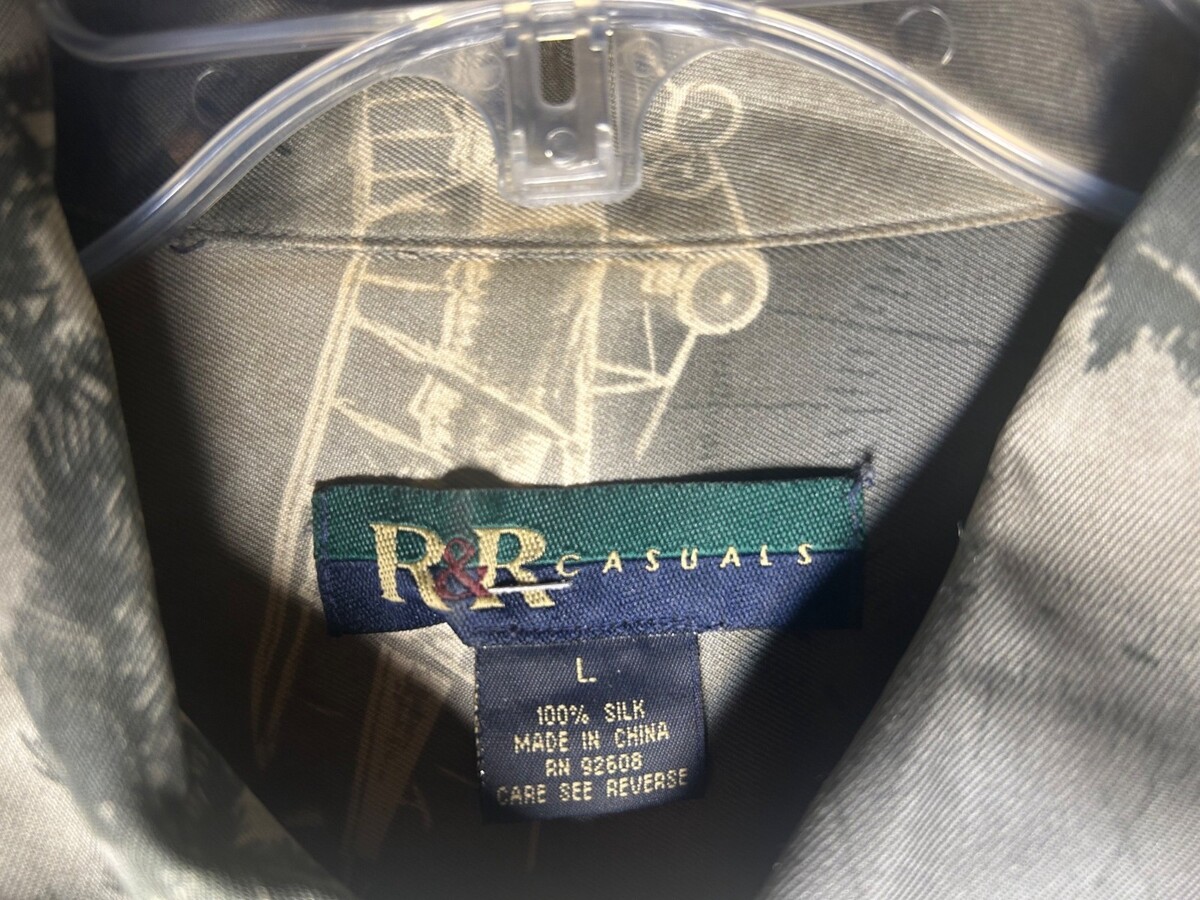 R&R CASUALS
L
100% SILK
MADE IN CHINA
RN 92608
CARE SEE REVERSE